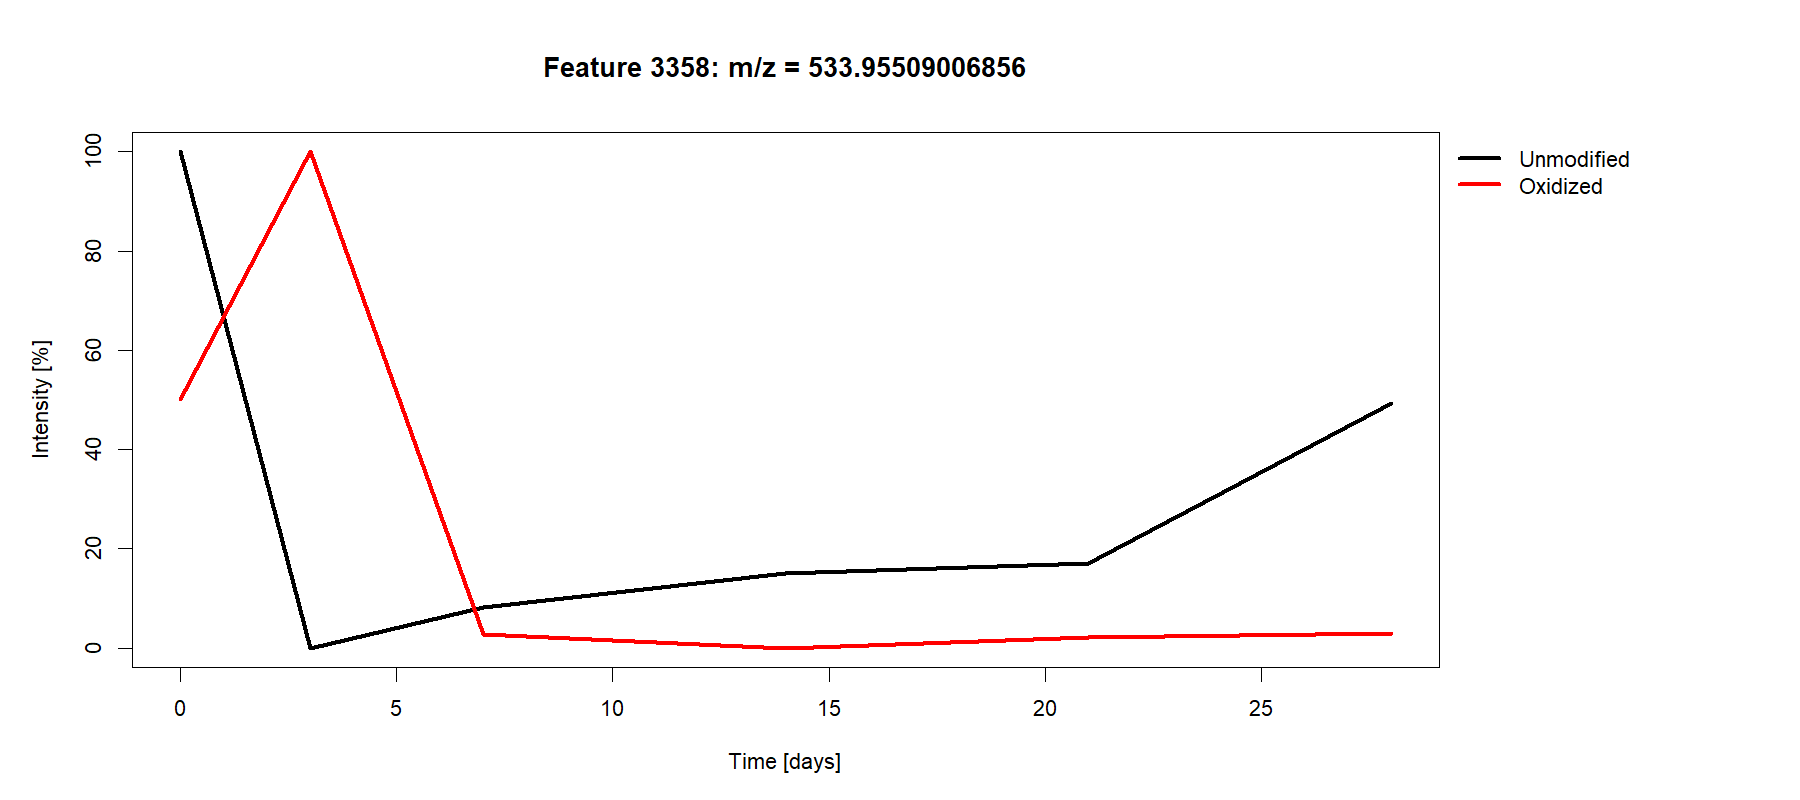 Feature 3358: m/z = 533.95509006856
Unmodified
Oxidized
Intensity [%]
100
80
60
40
20
0
0 5 10 15 20 25
Time [days]